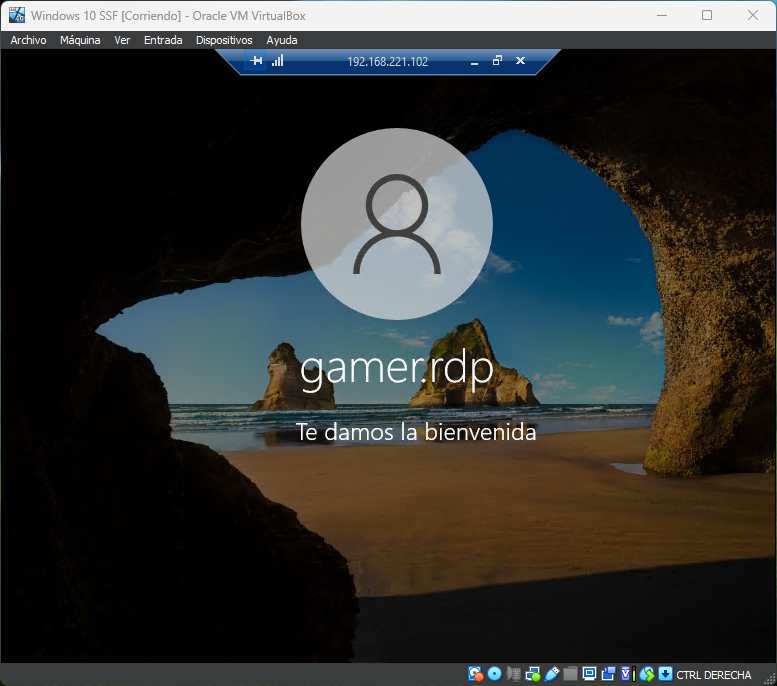 Windows 10 SSF [Corriendo] - Oracle VM VirtualBox
Archivo Máquina Ver Entrada Dispositivos Ayuda
192.168.221.102
gamer.rdp
Te damos la bienvenida
CTRL DERECHA